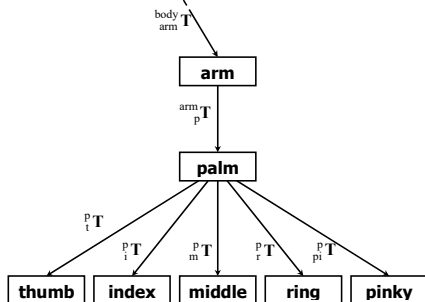 body
arm T
arm
arm
p T
palm
p
t T
p
i T
p
m T
p
r T
p
pi T
thumb index middle ring pinky